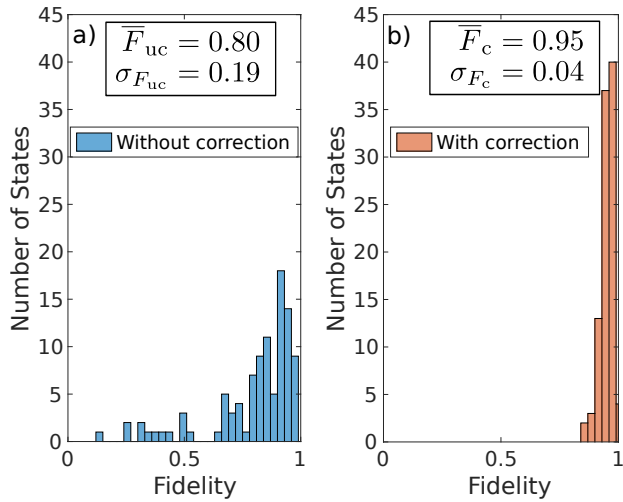 a)
F̅uc = 0.80
σFuc = 0.19
Without correction
45
40
35
30
25
20
15
10
5
0
Number of States
0 0.5 1
Fidelity
b)
F̅c = 0.95
σFc = 0.04
With correction
45
40
35
30
25
20
15
10
5
0
Number of States
0 0.5 1
Fidelity